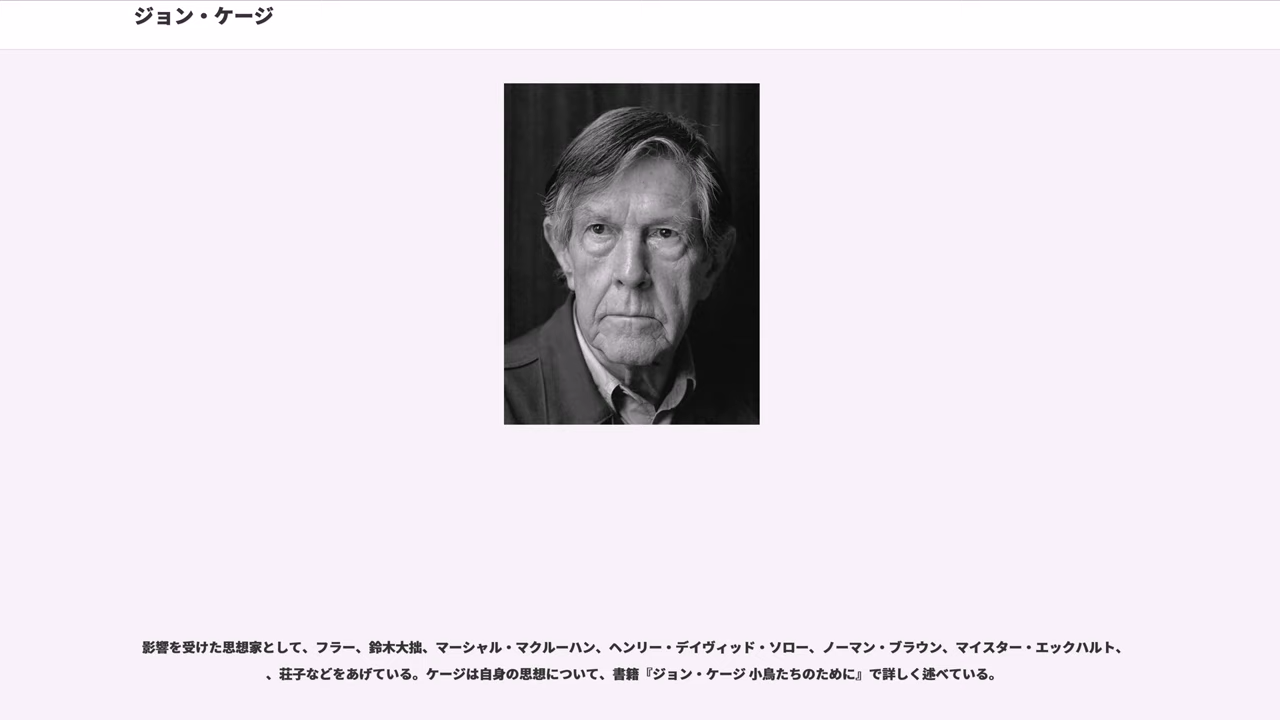 ジョン・ケージ
影響を受けた思想家として、フラー、鈴木大拙、マーシャル・マクルーハン、ヘンリー・デイヴィッド・ソロー、ノーマン・ブラウン、マイスター・エックハルト、
、荘子などをあげている。ケージは自身の思想について、書籍『ジョン・ケージ 小鳥たちのために』で詳しく述べている。